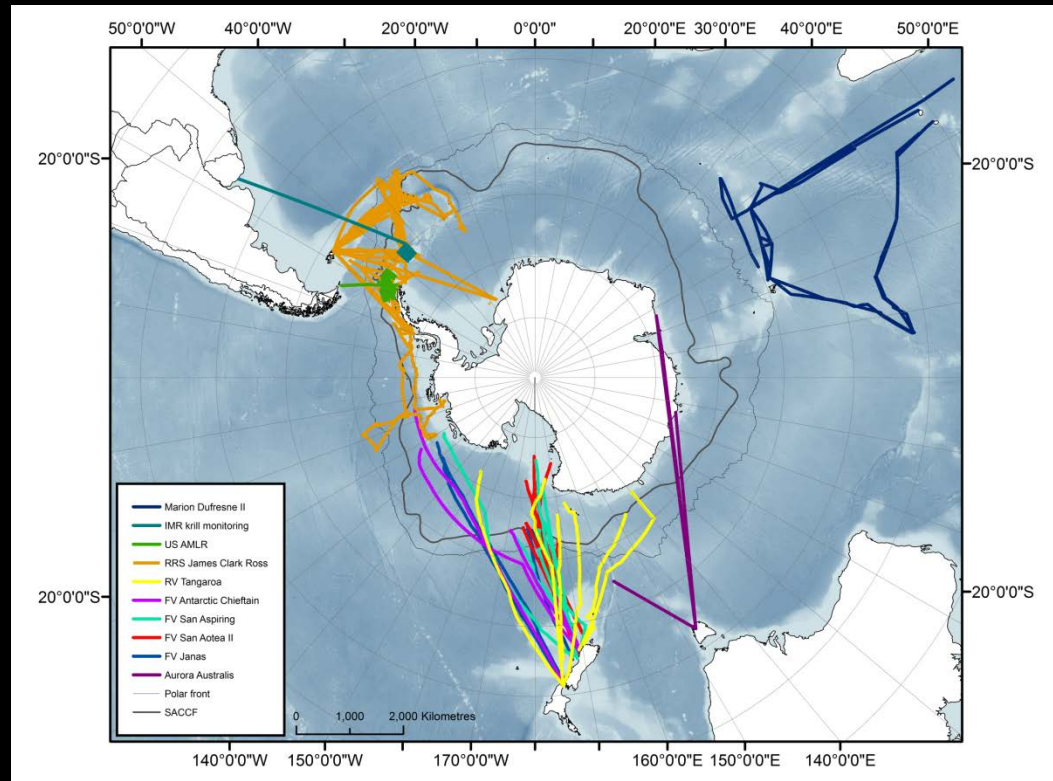 50°0'0"W 40°0'0"W 20°0'0"W 0°0'0" 20°0'0"E 30°0'0"E 40°0'0"E 50°0'0"E
20°0'0"S 20°0'0"S
Marion Dufresne II
IMR krill monitoring
US AMLR
RRS James Clark Ross
RV Tangaroa
FV Antarctic Chieftain
FV San Aspiring
FV San Aotea II
FV Janas
Aurora Australis
Polar front
SACCF
20°0'0"S 20°0'0"S
0 1,000 2,000 Kilometres
140°0'0"W 150°0'0"W 170°0'0"W 160°0'0"E 150°0'0"E 140°0'0"E